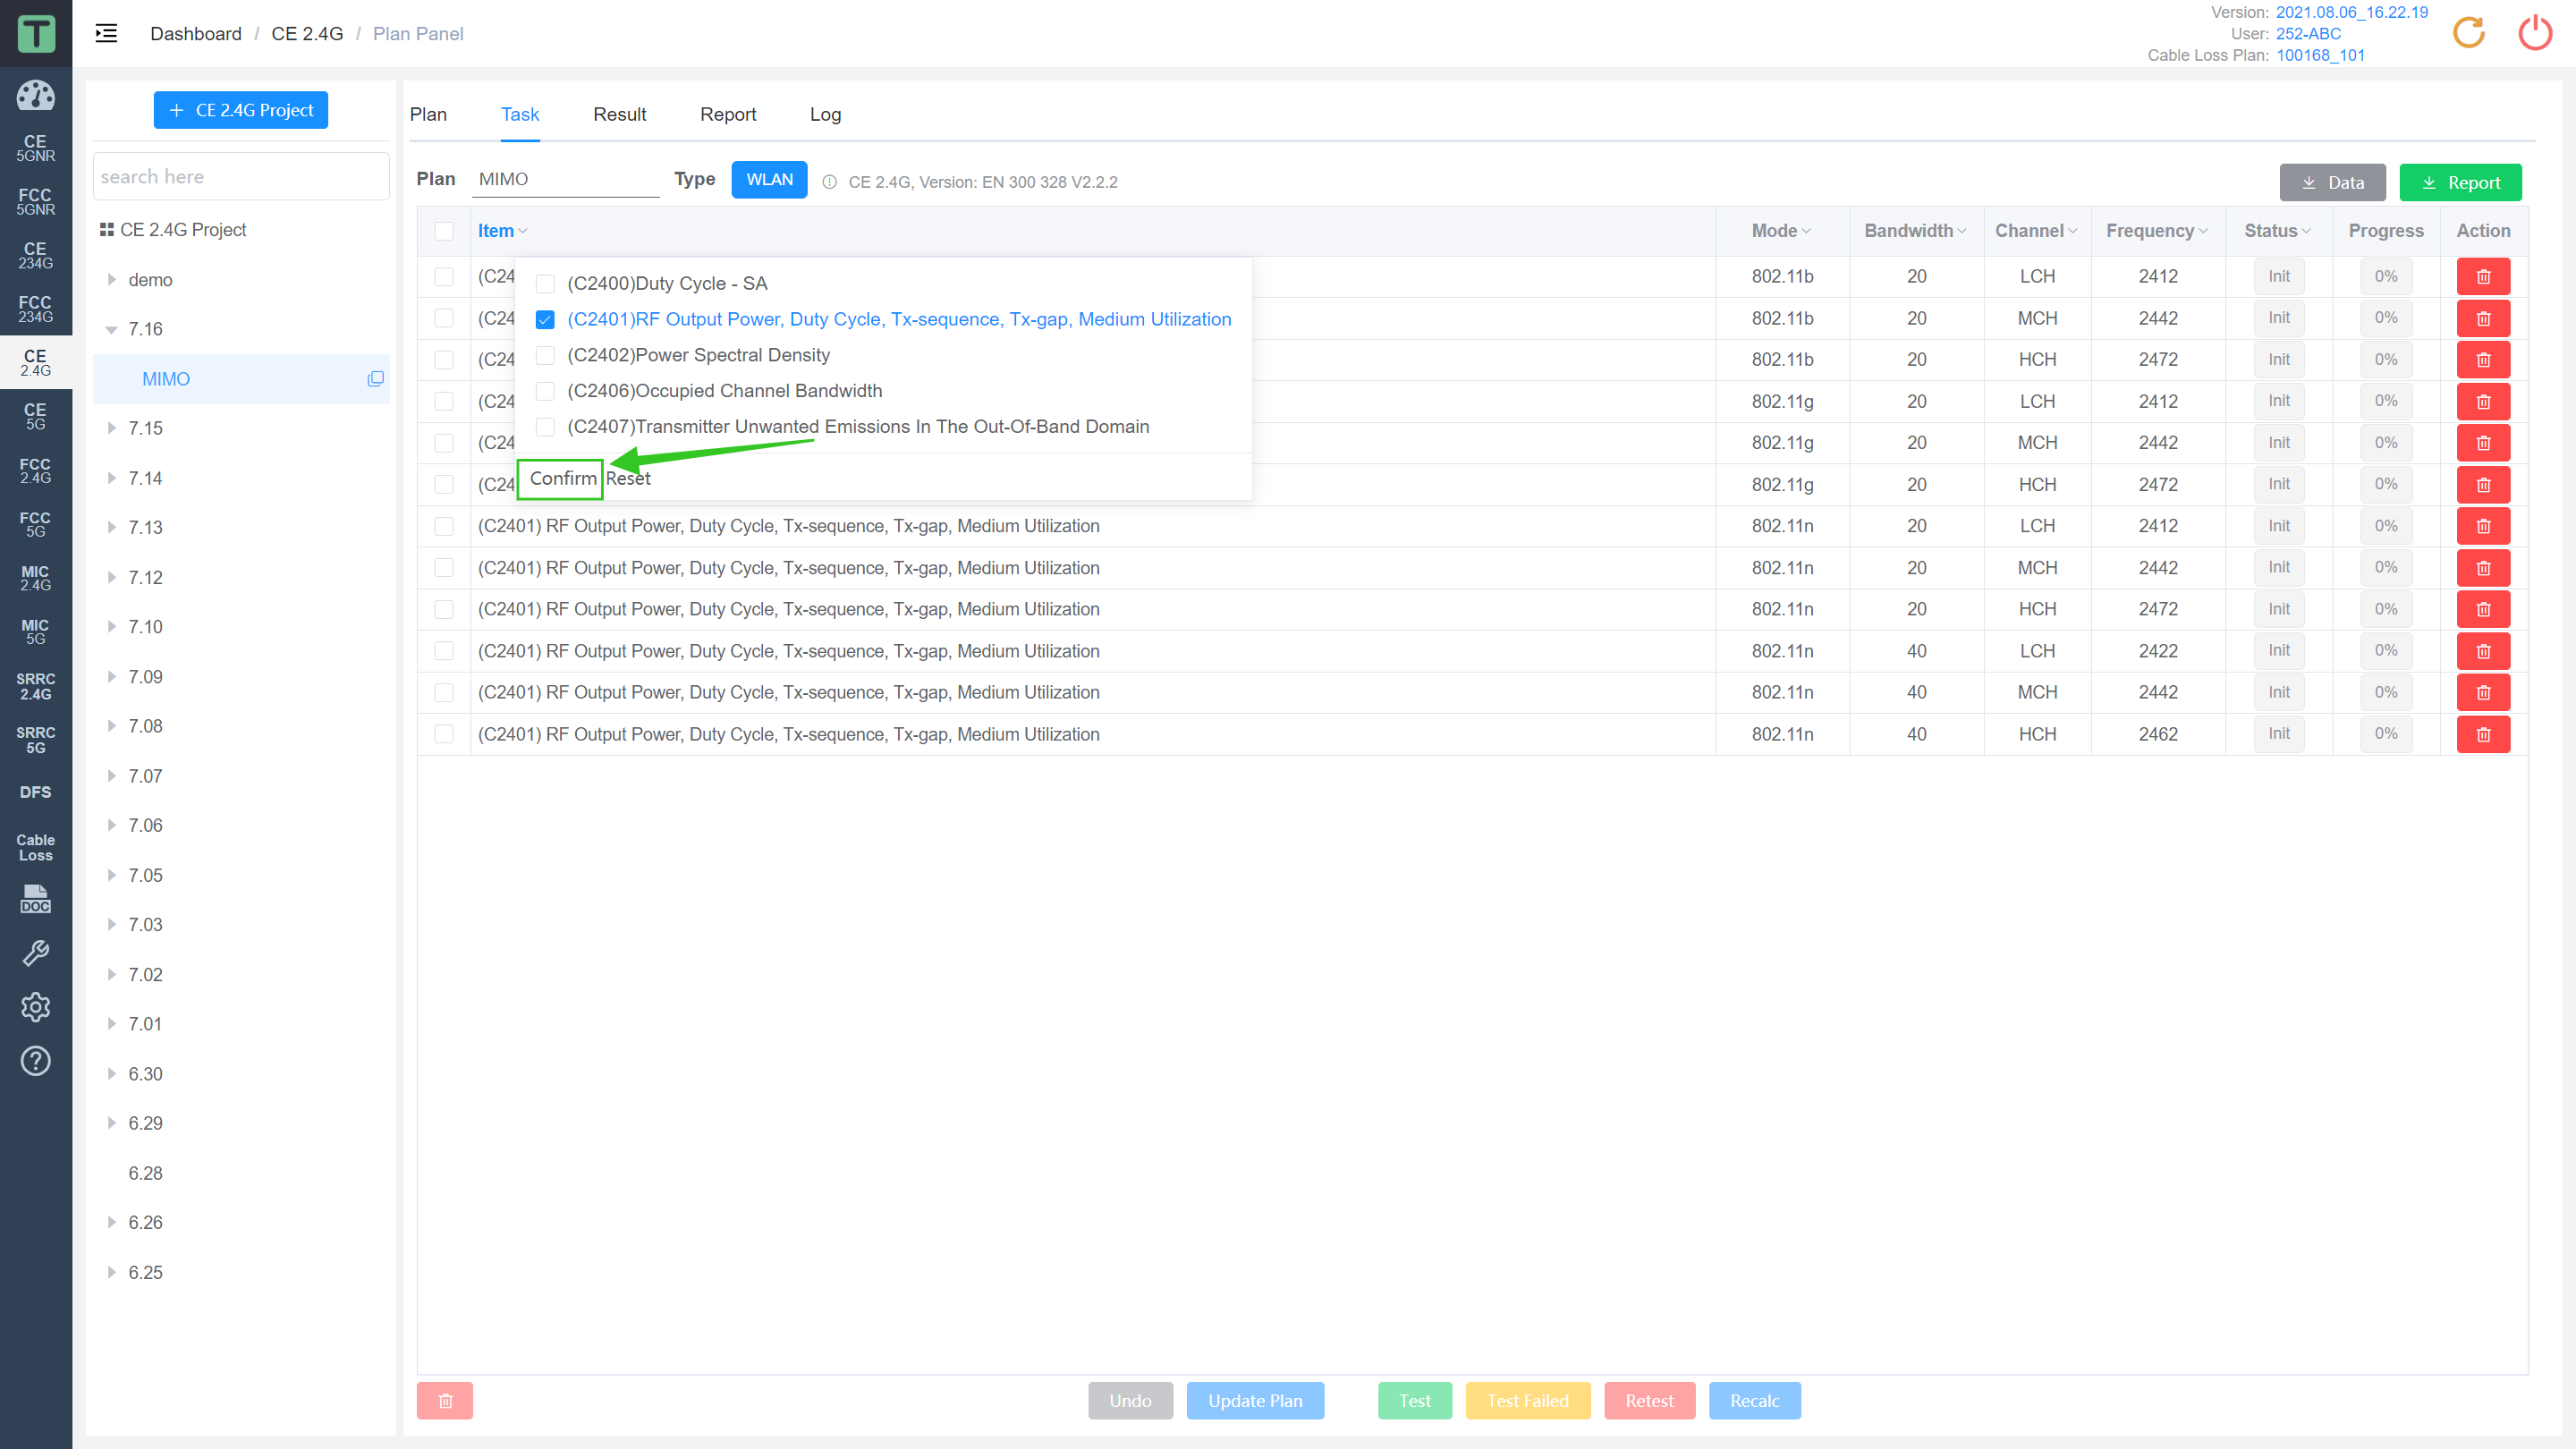 T
Dashboard / CE 2.4G / Plan Panel
Version: 2021.08.06_16.22.19
User: 252-ABC
Cable Loss Plan: 100168_101
CE
5GNR
FCC
5GNR
CE
234G
FCC
234G
CE
2.4G
CE
5G
FCC
2.4G
FCC
5G
MIC
2.4G
MIC
5G
SRRC
2.4G
SRRC
5G
DFS
Cable
Loss
DOC
+ CE 2.4G Project
search here
CE 2.4G Project
demo
7.16
MIMO
7.15
7.14
7.13
7.12
7.10
7.09
7.08
7.07
7.06
7.05
7.03
7.02
7.01
6.30
6.29
6.28
6.26
6.25
Plan Task Result Report Log
Plan MIMO Type WLAN CE 2.4G, Version: EN 300 328 V2.2.2 Data Report
Item Mode Bandwidth Channel Frequency Status Progress Action
(C2400)Duty Cycle - SA
(C2401)RF Output Power, Duty Cycle, Tx-sequence, Tx-gap, Medium Utilization
(C2402)Power Spectral Density
(C2406)Occupied Channel Bandwidth
(C2407)Transmitter Unwanted Emissions In The Out-Of-Band Domain
Confirm Reset
(C24 802.11b 20 LCH 2412 Init 0%
(C24 802.11b 20 MCH 2442 Init 0%
(C24 802.11b 20 HCH 2472 Init 0%
(C24 802.11g 20 LCH 2412 Init 0%
(C24 802.11g 20 MCH 2442 Init 0%
(C24 802.11g 20 HCH 2472 Init 0%
(C2401) RF Output Power, Duty Cycle, Tx-sequence, Tx-gap, Medium Utilization 802.11n 20 LCH 2412 Init 0%
(C2401) RF Output Power, Duty Cycle, Tx-sequence, Tx-gap, Medium Utilization 802.11n 20 MCH 2442 Init 0%
(C2401) RF Output Power, Duty Cycle, Tx-sequence, Tx-gap, Medium Utilization 802.11n 20 HCH 2472 Init 0%
(C2401) RF Output Power, Duty Cycle, Tx-sequence, Tx-gap, Medium Utilization 802.11n 40 LCH 2422 Init 0%
(C2401) RF Output Power, Duty Cycle, Tx-sequence, Tx-gap, Medium Utilization 802.11n 40 MCH 2442 Init 0%
(C2401) RF Output Power, Duty Cycle, Tx-sequence, Tx-gap, Medium Utilization 802.11n 40 HCH 2462 Init 0%
Undo Update Plan Test Test Failed Retest Recalc